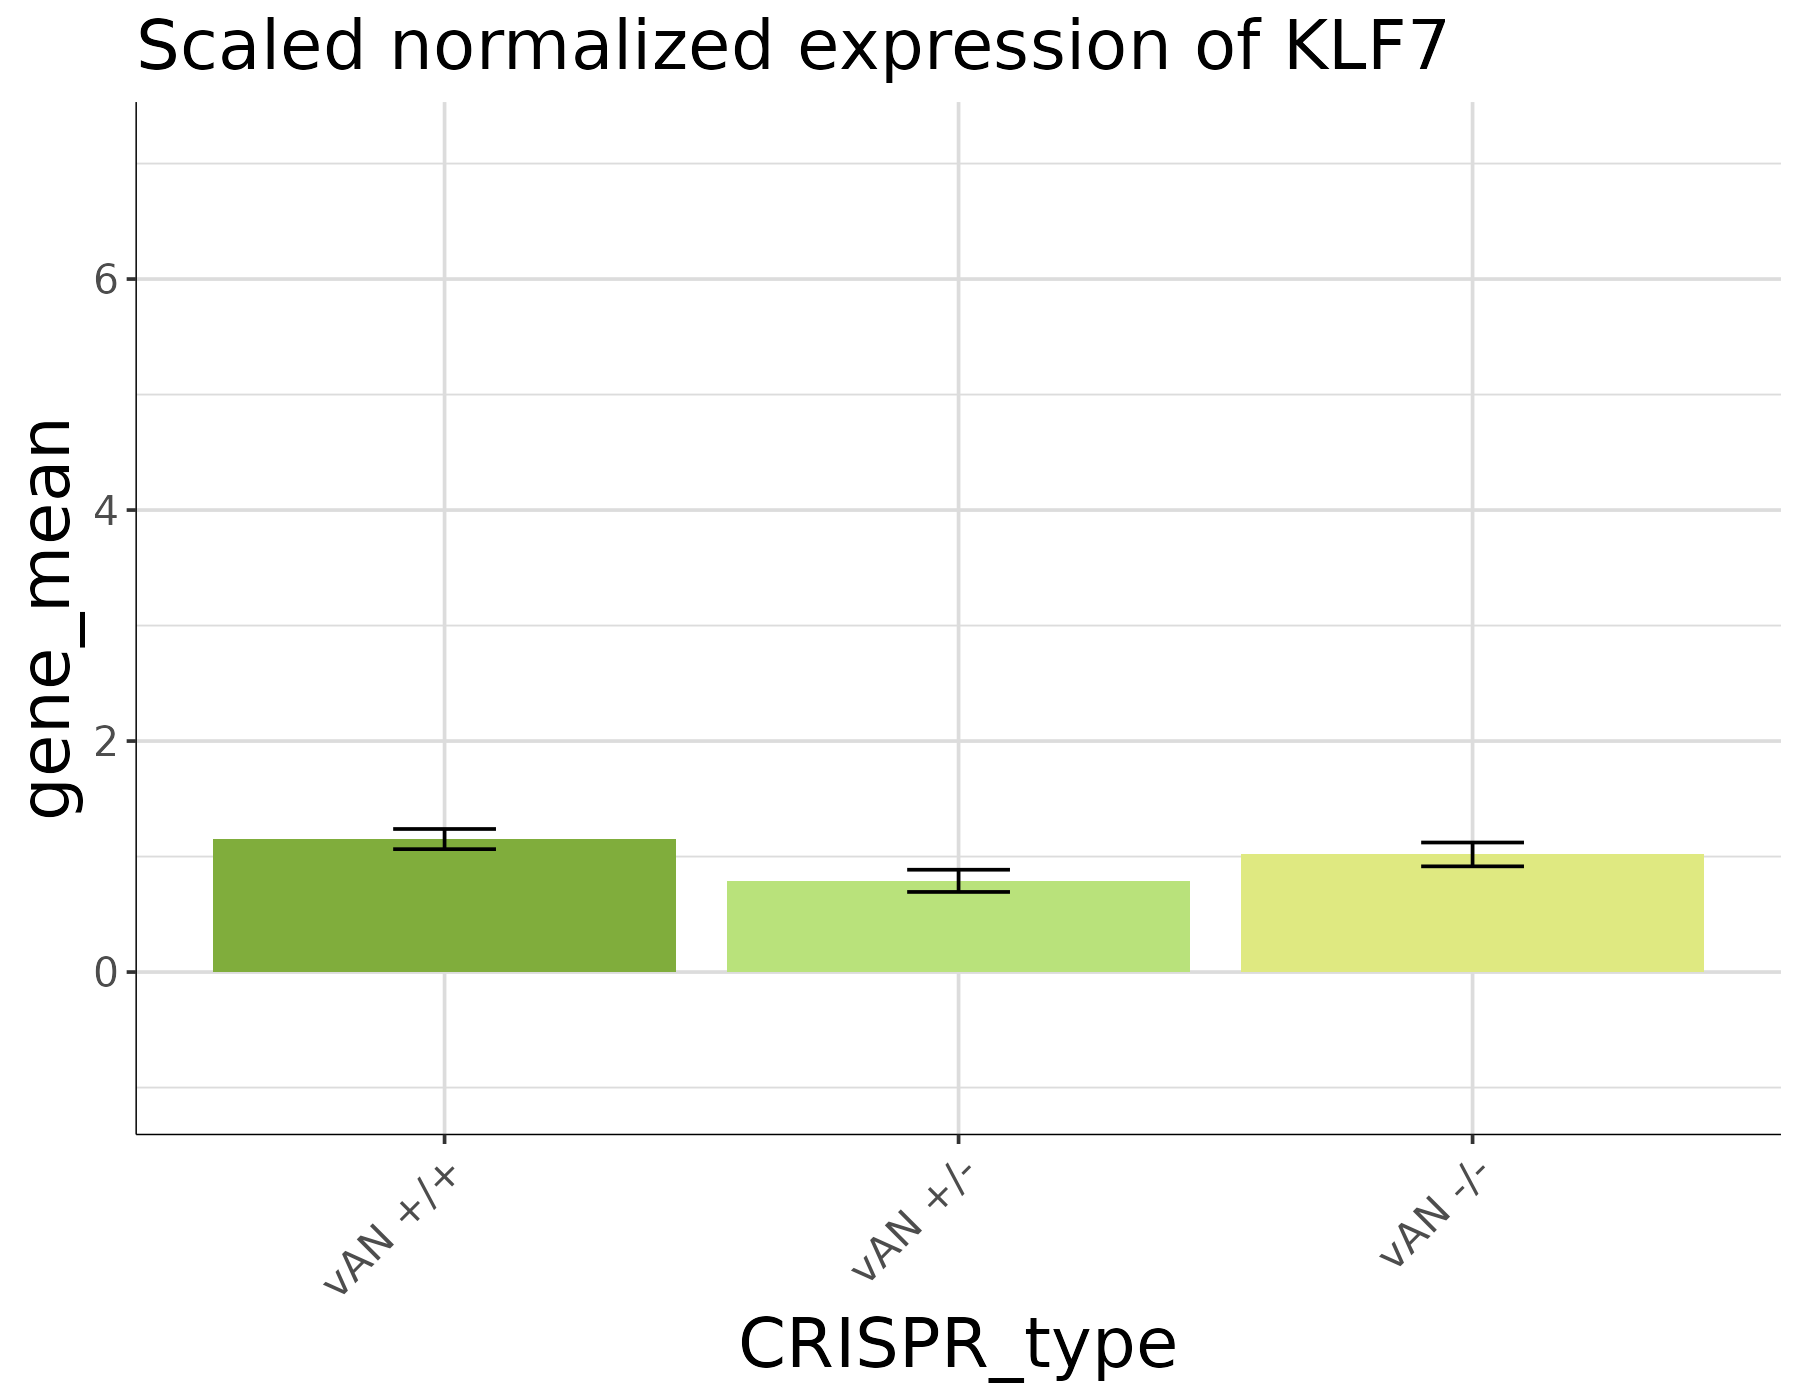 Scaled normalized expression of KLF7
gene_mean
6
4
2
0
vAN +/+
vAN +/-
vAN -/-
CRISPR_type